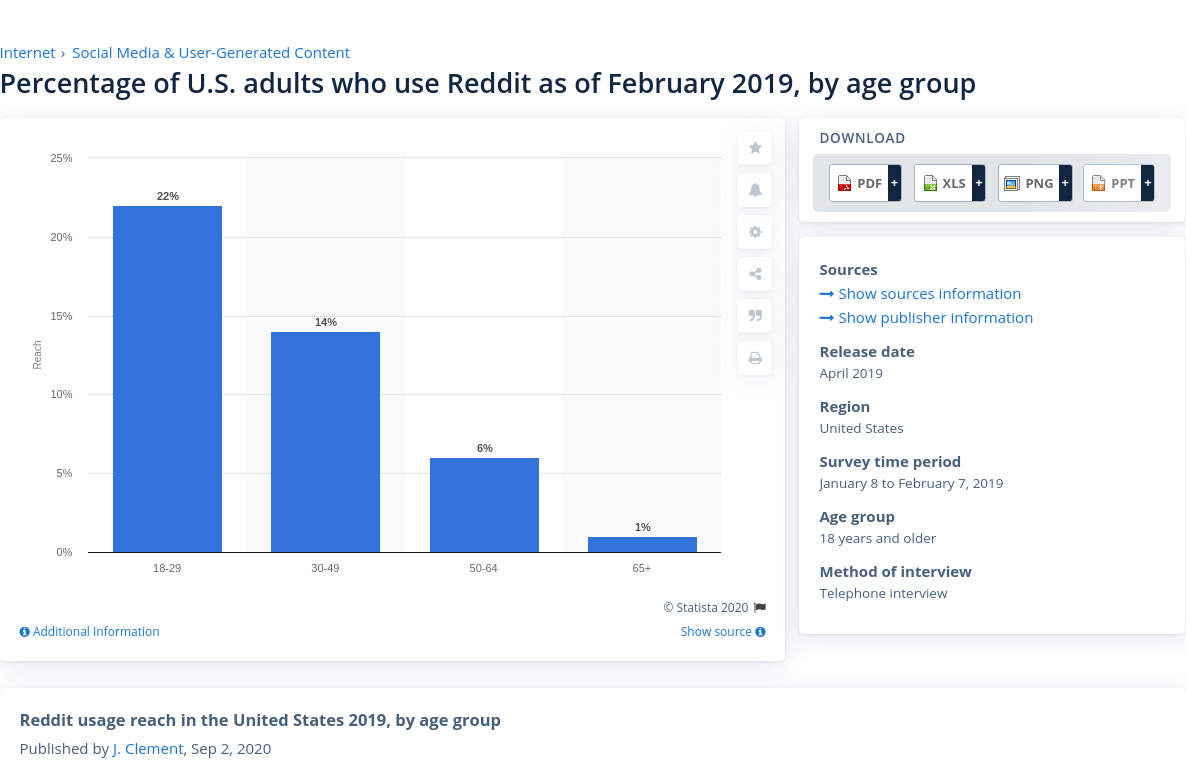 Internet › Social Media & User-Generated Content
Percentage of U.S. adults who use Reddit as of February 2019, by age group
25%
20%
15%
10%
5%
0%
Reach
22%
14%
6%
1%
18-29
30-49
50-64
65+
© Statista 2020
Additional Information
Show source
DOWNLOAD
PDF + XLS + PNG + PPT +
Sources
Show sources information
Show publisher information
Release date
April 2019
Region
United States
Survey time period
January 8 to February 7, 2019
Age group
18 years and older
Method of interview
Telephone interview
Reddit usage reach in the United States 2019, by age group
Published by J. Clement, Sep 2, 2020